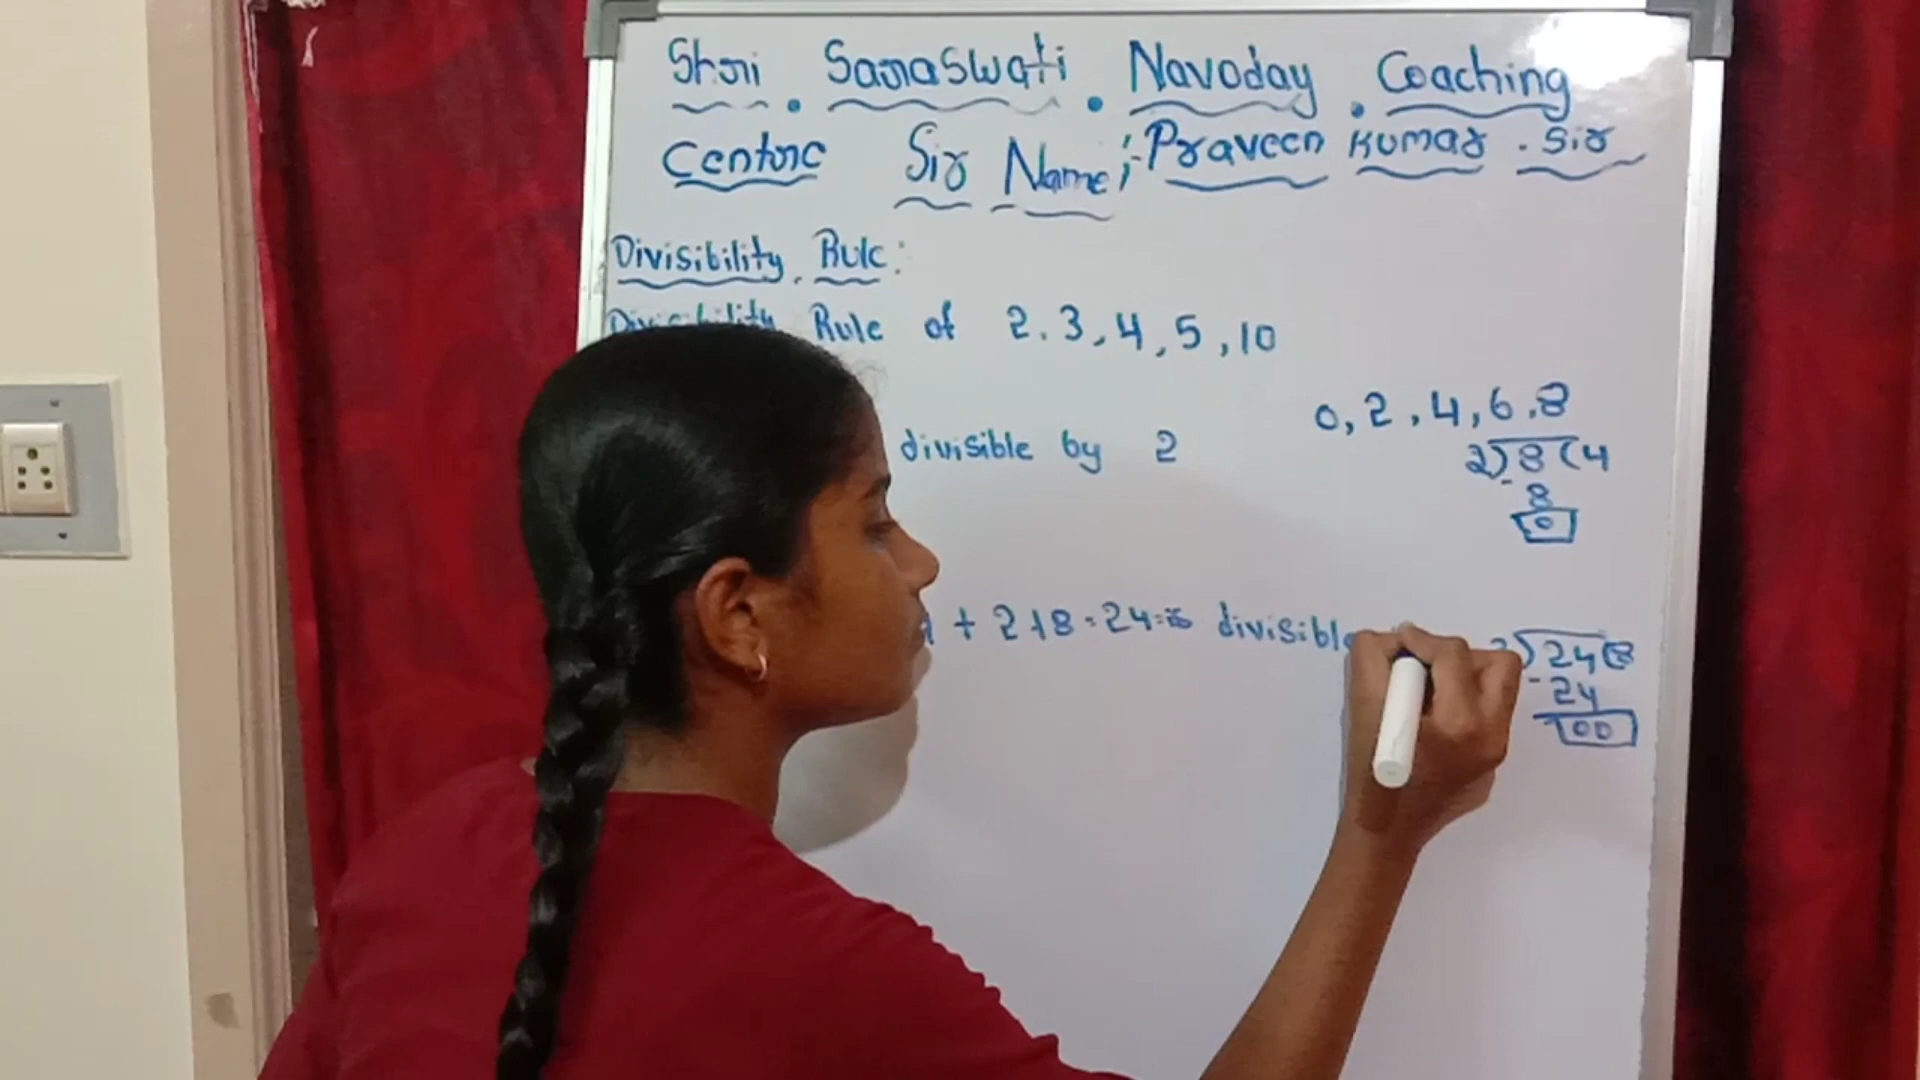 Shri . Saraswati . Navoday . Coaching
Centre Sir Name :- Praveen Kumar . Sir
Divisibility Rule :
Divisibility Rule of 2, 3, 4, 5, 10
0, 2, 4, 6, 8
divisible by 2
2) 8 (4
- 8
0
+ 2 + 8 = 24 = divisible
) 24 (8
- 24
00